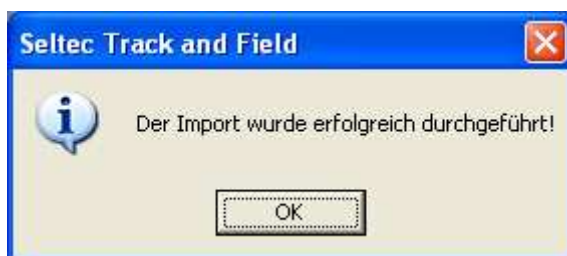 Seltec Track and Field
Der Import wurde erfolgreich durchgeführt!
OK